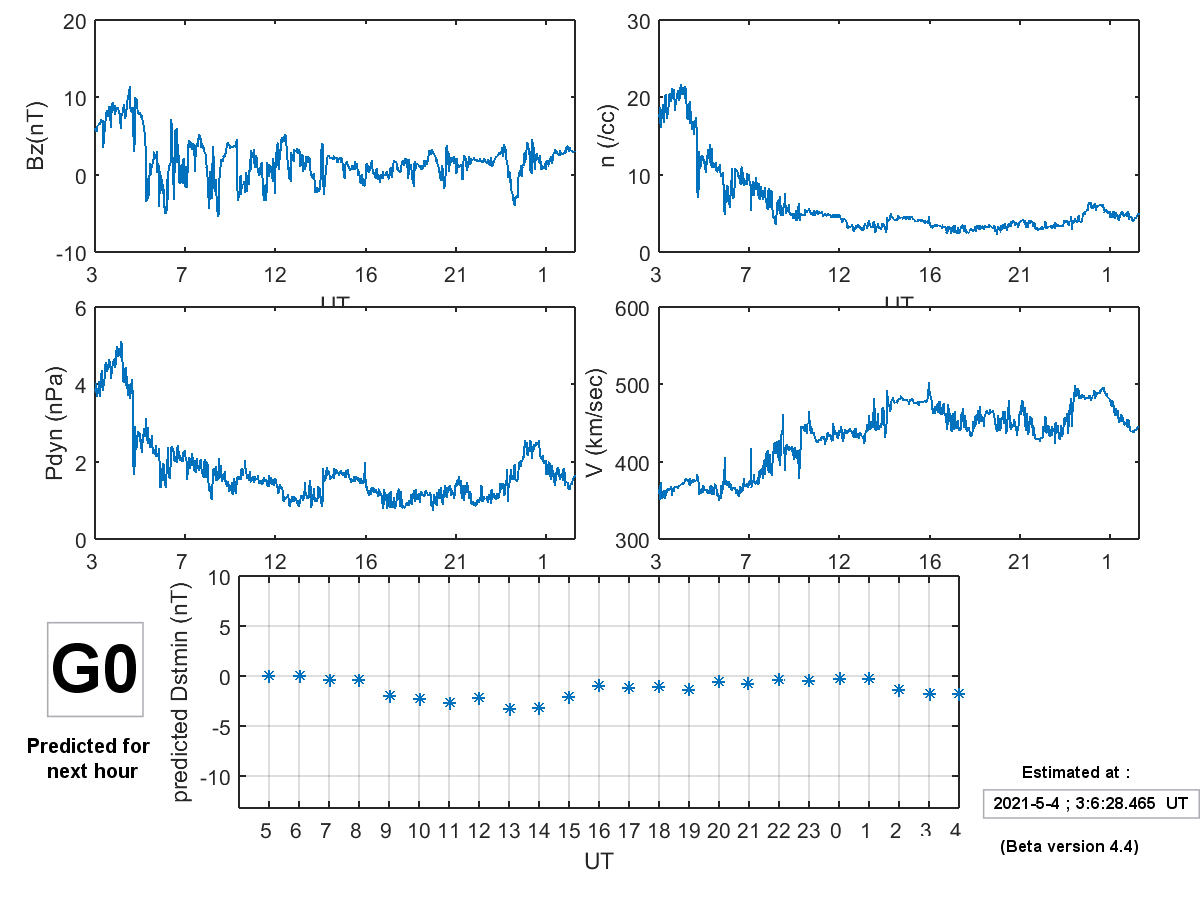 20
10
0
-10
Bz(nT)
3 7 12 16 21 1
UT
30
20
10
0
n (/cc)
3 7 12 16 21 1
UT
6
4
2
0
Pdyn (nPa)
3 7 12 16 21 1
600
500
400
300
V (km/sec)
3 7 12 16 21 1
G0
Predicted for
next hour
10
5
0
-5
-10
predicted Dstmin (nT)
5 6 7 8 9 10 11 12 13 14 15 16 17 18 19 20 21 22 23 0 1 2 3 4
UT
Estimated at :
2021-5-4 ; 3:6:28.465 UT
(Beta version 4.4)